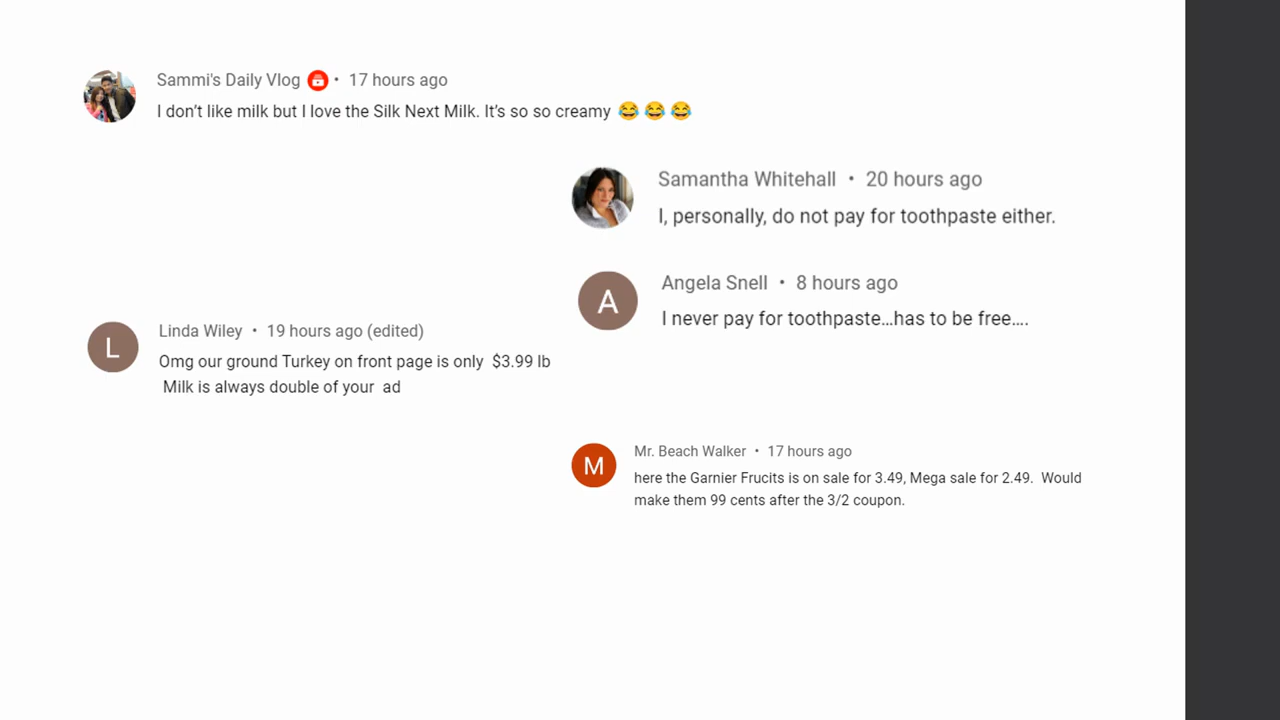 Sammi's Daily Vlog • 17 hours ago
I don’t like milk but I love the Silk Next Milk. It’s so so creamy 😂 😂 😂
Samantha Whitehall • 20 hours ago
I, personally, do not pay for toothpaste either.
A
Angela Snell • 8 hours ago
I never pay for toothpaste…has to be free….
L
Linda Wiley • 19 hours ago (edited)
Omg our ground Turkey on front page is only $3.99 lb
Milk is always double of your ad
M
Mr. Beach Walker • 17 hours ago
here the Garnier Frucits is on sale for 3.49, Mega sale for 2.49. Would
make them 99 cents after the 3/2 coupon.